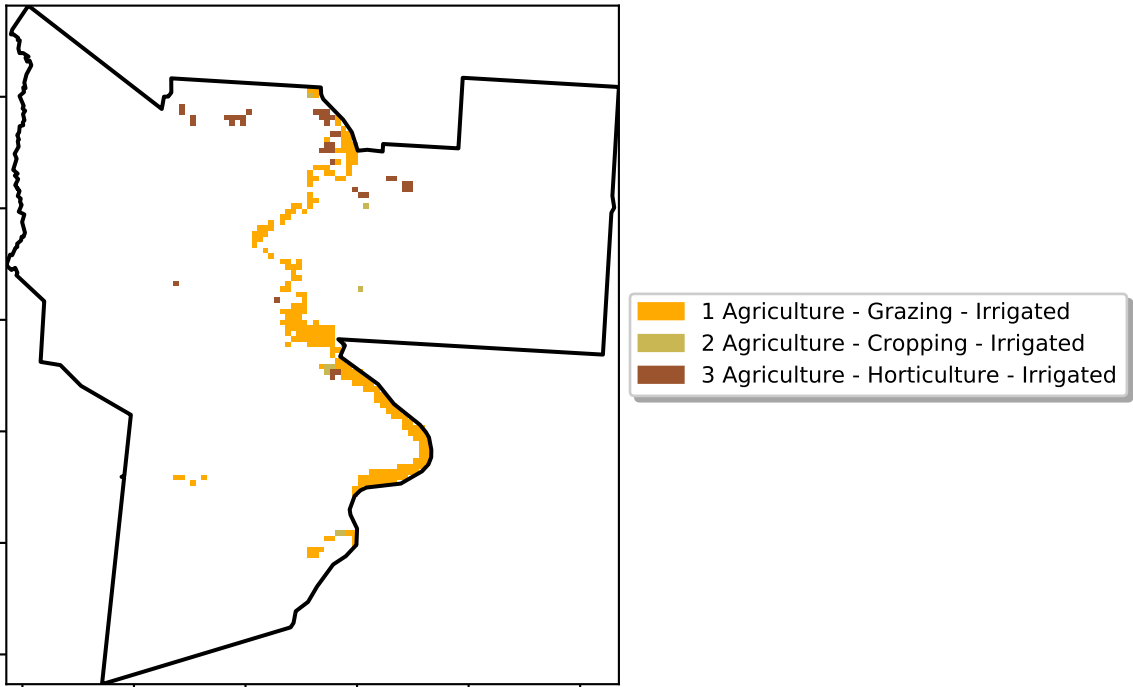 1 Agriculture - Grazing - Irrigated
2 Agriculture - Cropping - Irrigated
3 Agriculture - Horticulture - Irrigated